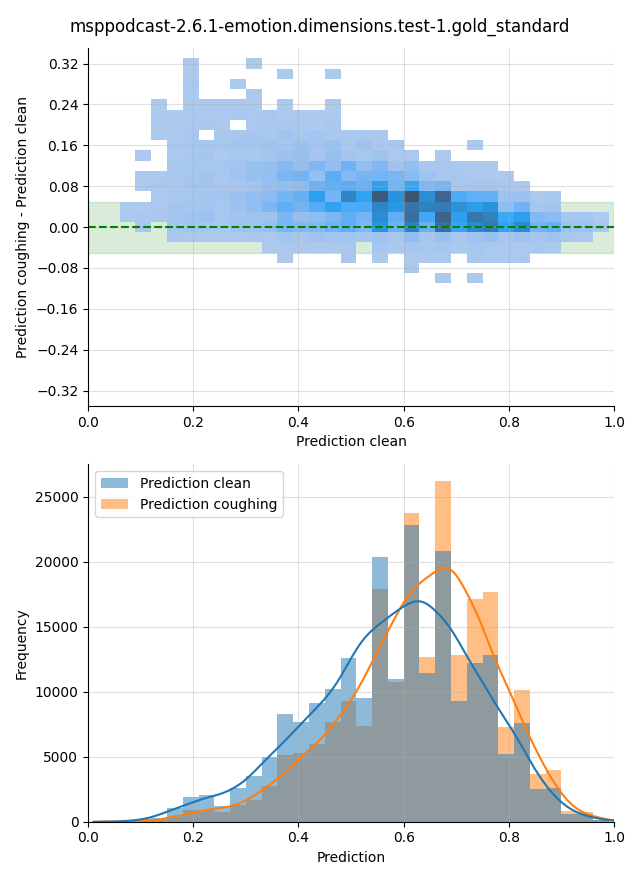 msppodcast-2.6.1-emotion.dimensions.test-1.gold_standard
Prediction coughing - Prediction clean
0.32
0.24
0.16
0.08
0.00
−0.08
−0.16
−0.24
−0.32
0.0 0.2 0.4 0.6 0.8 1.0
Prediction clean
Prediction clean
Prediction coughing
Frequency
25000
20000
15000
10000
5000
0
0.0 0.2 0.4 0.6 0.8 1.0
Prediction